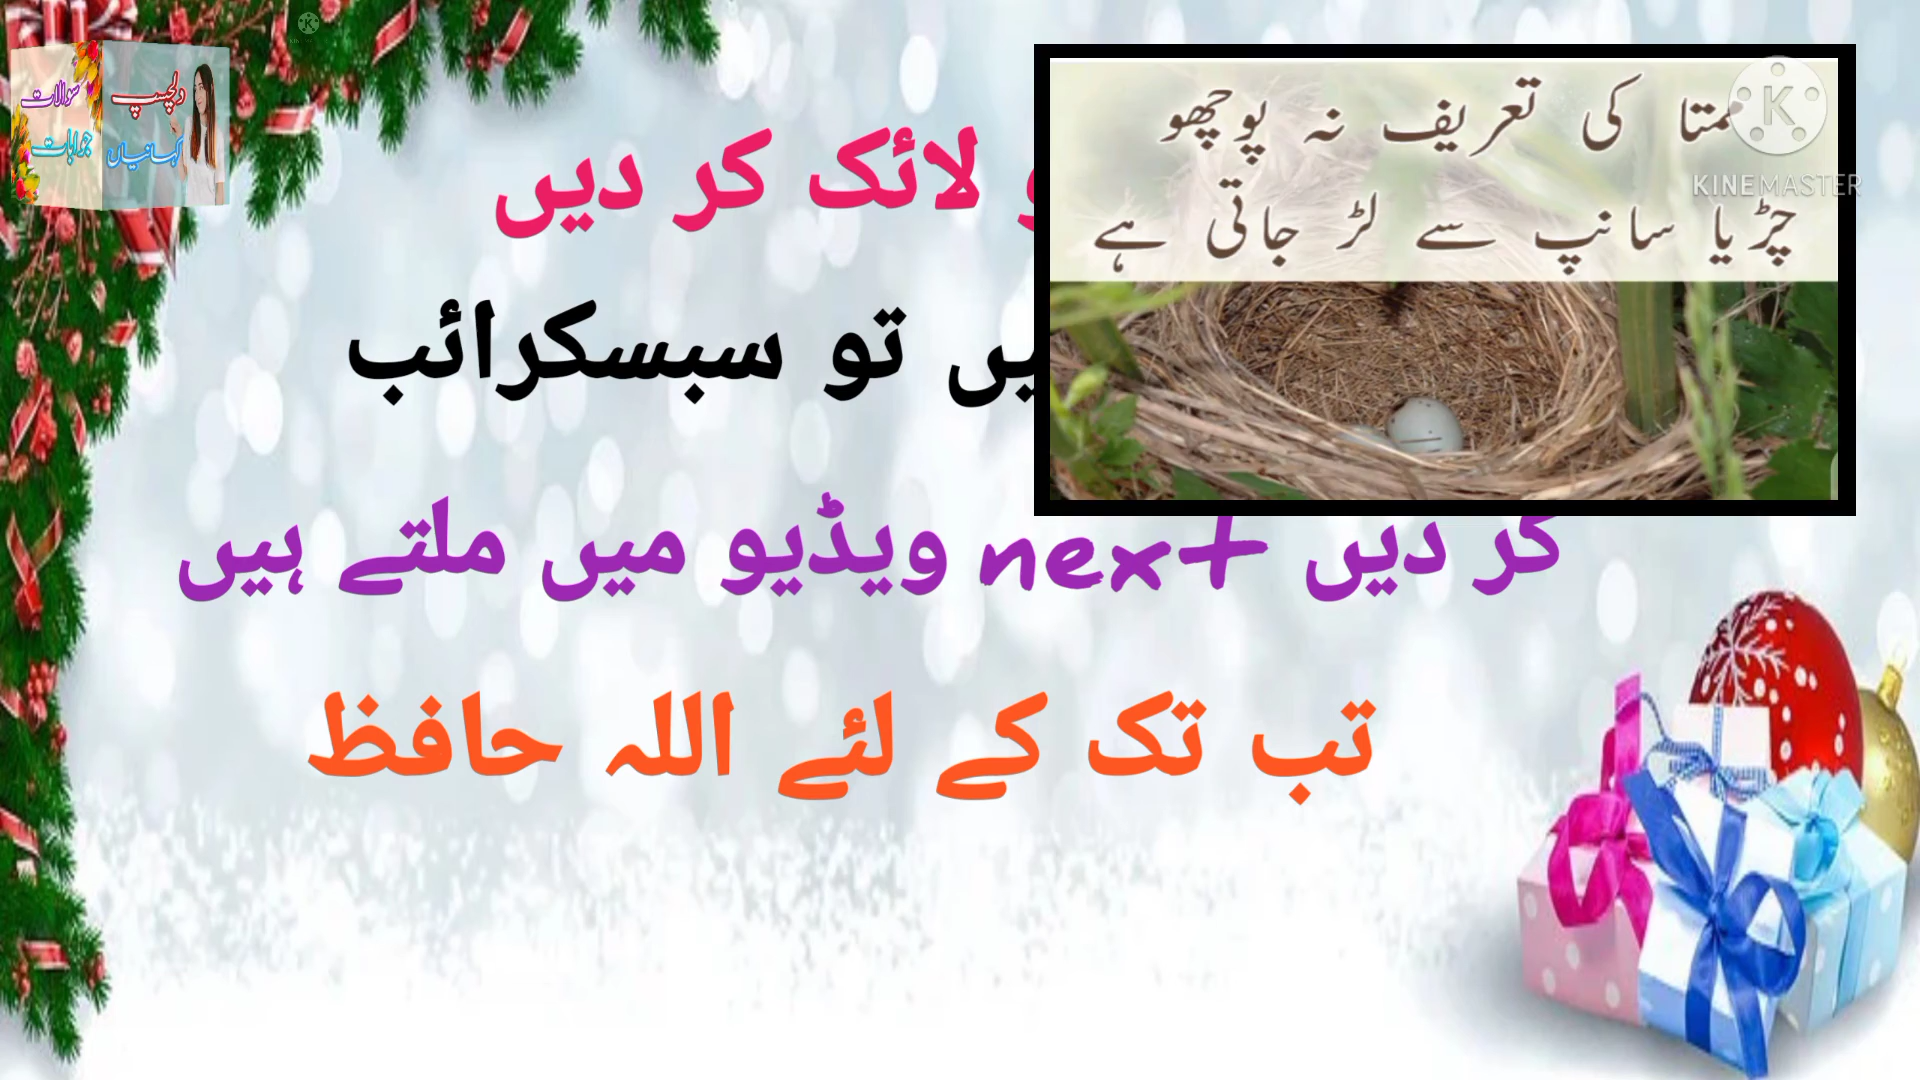 سوالات
جوابات
دلچسپ
کہانیاں
ممتا کی تعریف نہ پوچھو
چڑیا سانپ سے لڑ جاتی ہے
KINEMASTER
لائک کر دیں
تو سبسکرائب
کر دیں next ویڈیو میں ملتے ہیں
تب تک کے لئے اللہ حافظ